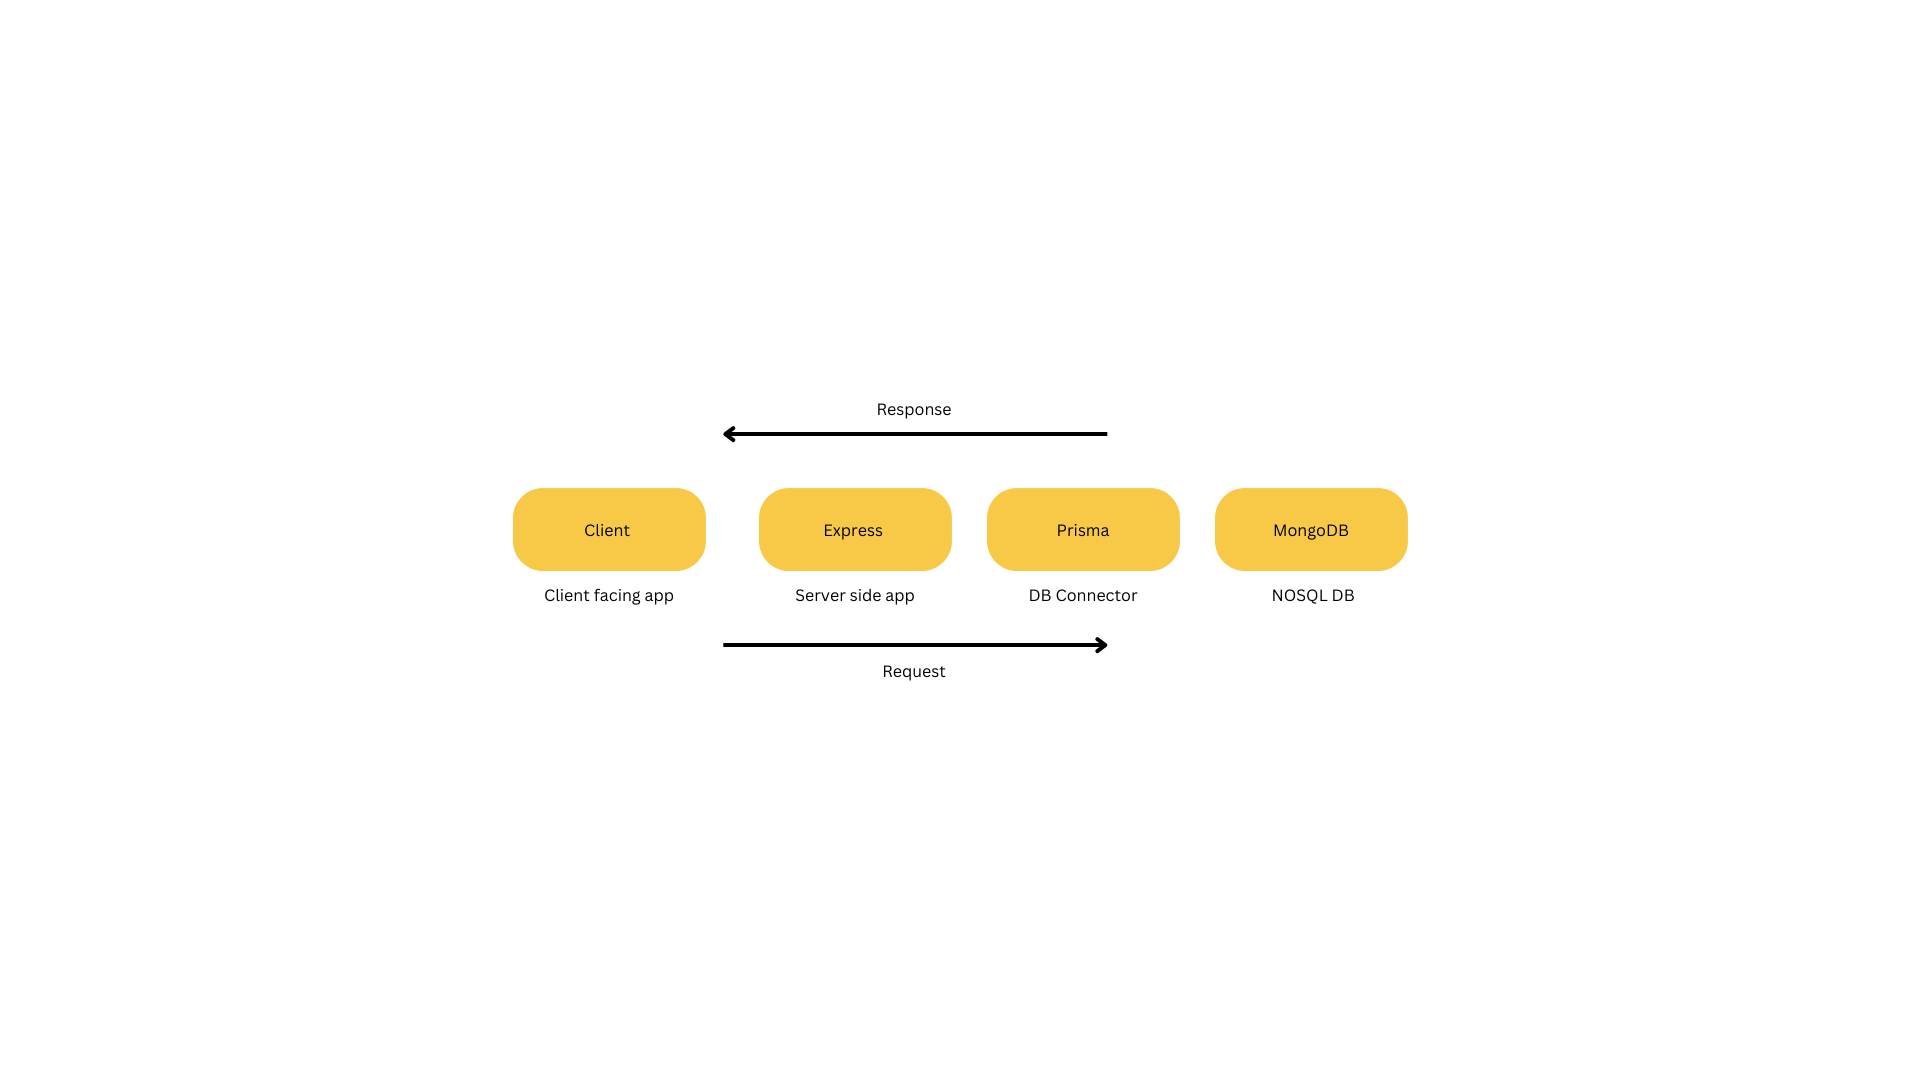 Response
Client
Express
Prisma
MongoDB
Client facing app
Server side app
DB Connector
NOSQL DB
Request